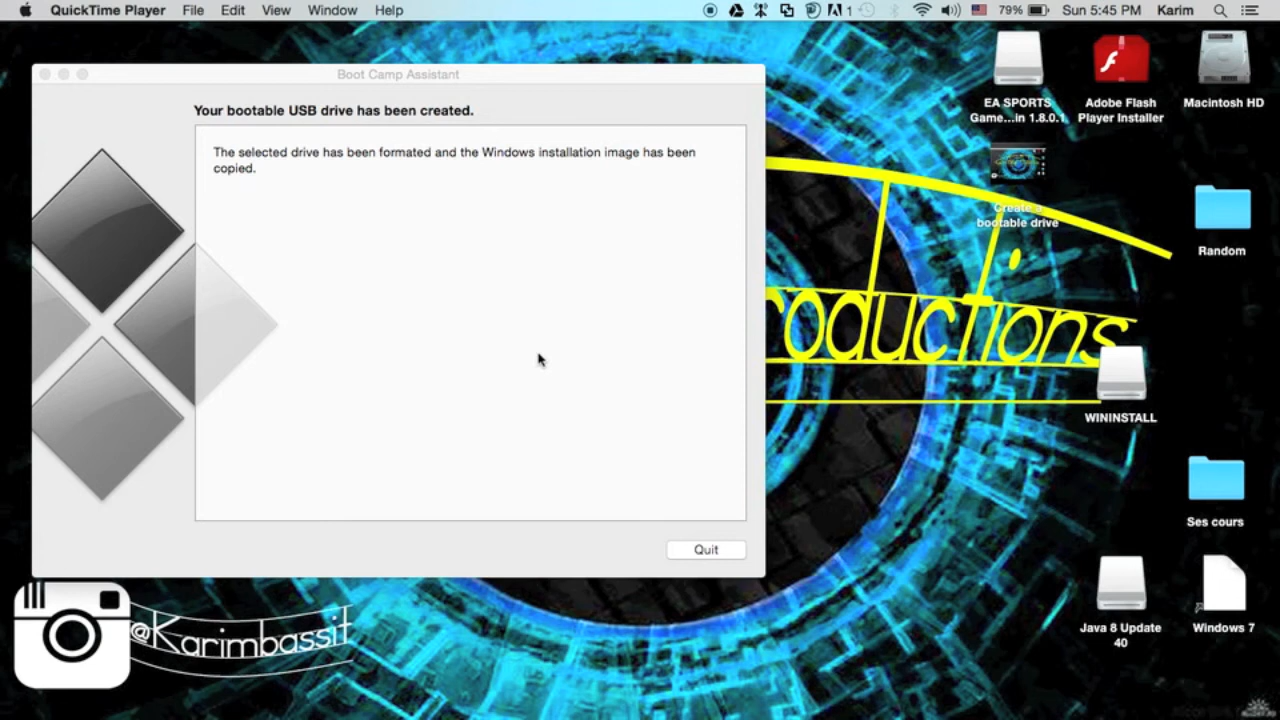 QuickTime Player File Edit View Window Help 1 79% Sun 5:45 PM Karim
Boot Camp Assistant
Your bootable USB drive has been created.
The selected drive has been formated and the Windows installation image has been
copied.
Quit
EA SPORTS
Game...in 1.8.0.1
Adobe Flash
Player Installer
Macintosh HD
Create a
bootable drive
Random
roductions
WININSTALL
Ses cours
Java 8 Update
40
Windows 7
@Karimbassit